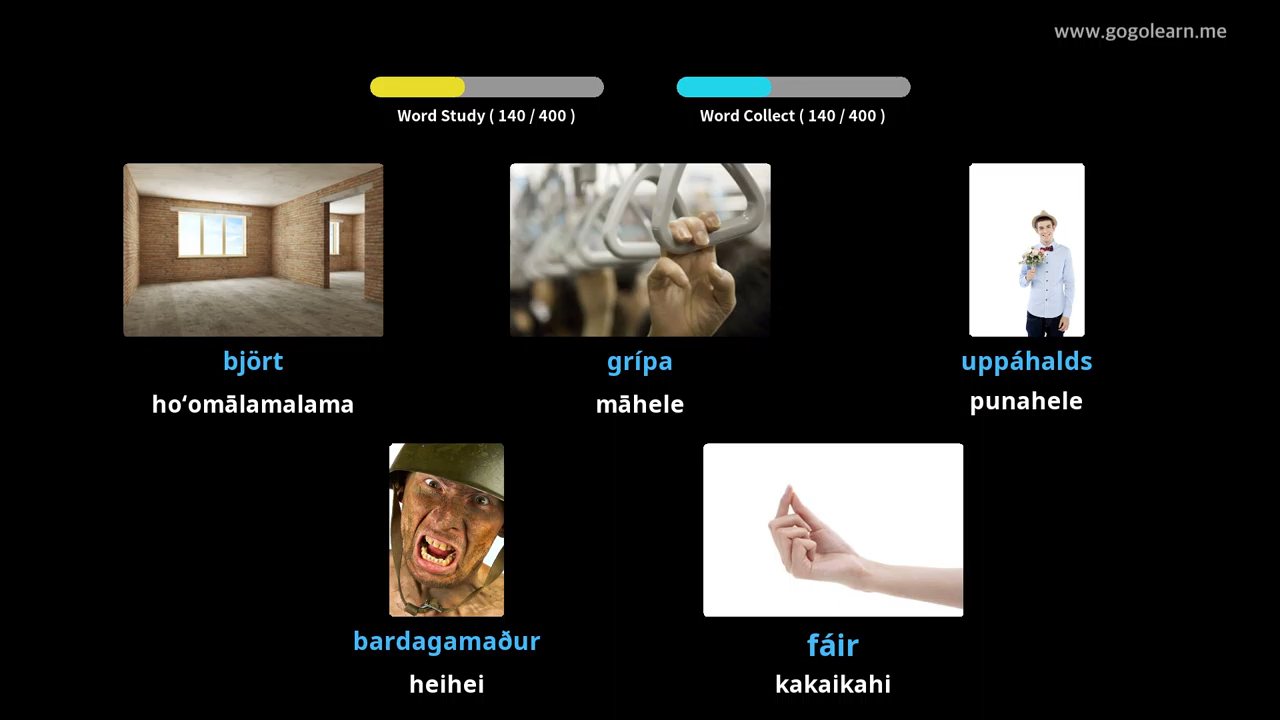 www.gogolearn.me
Word Study ( 140 / 400 )
Word Collect ( 140 / 400 )
björt
grípa
uppáhalds
hoʻomālamalama
māhele
punahele
bardagamaður
fáir
heihei
kakaikahi